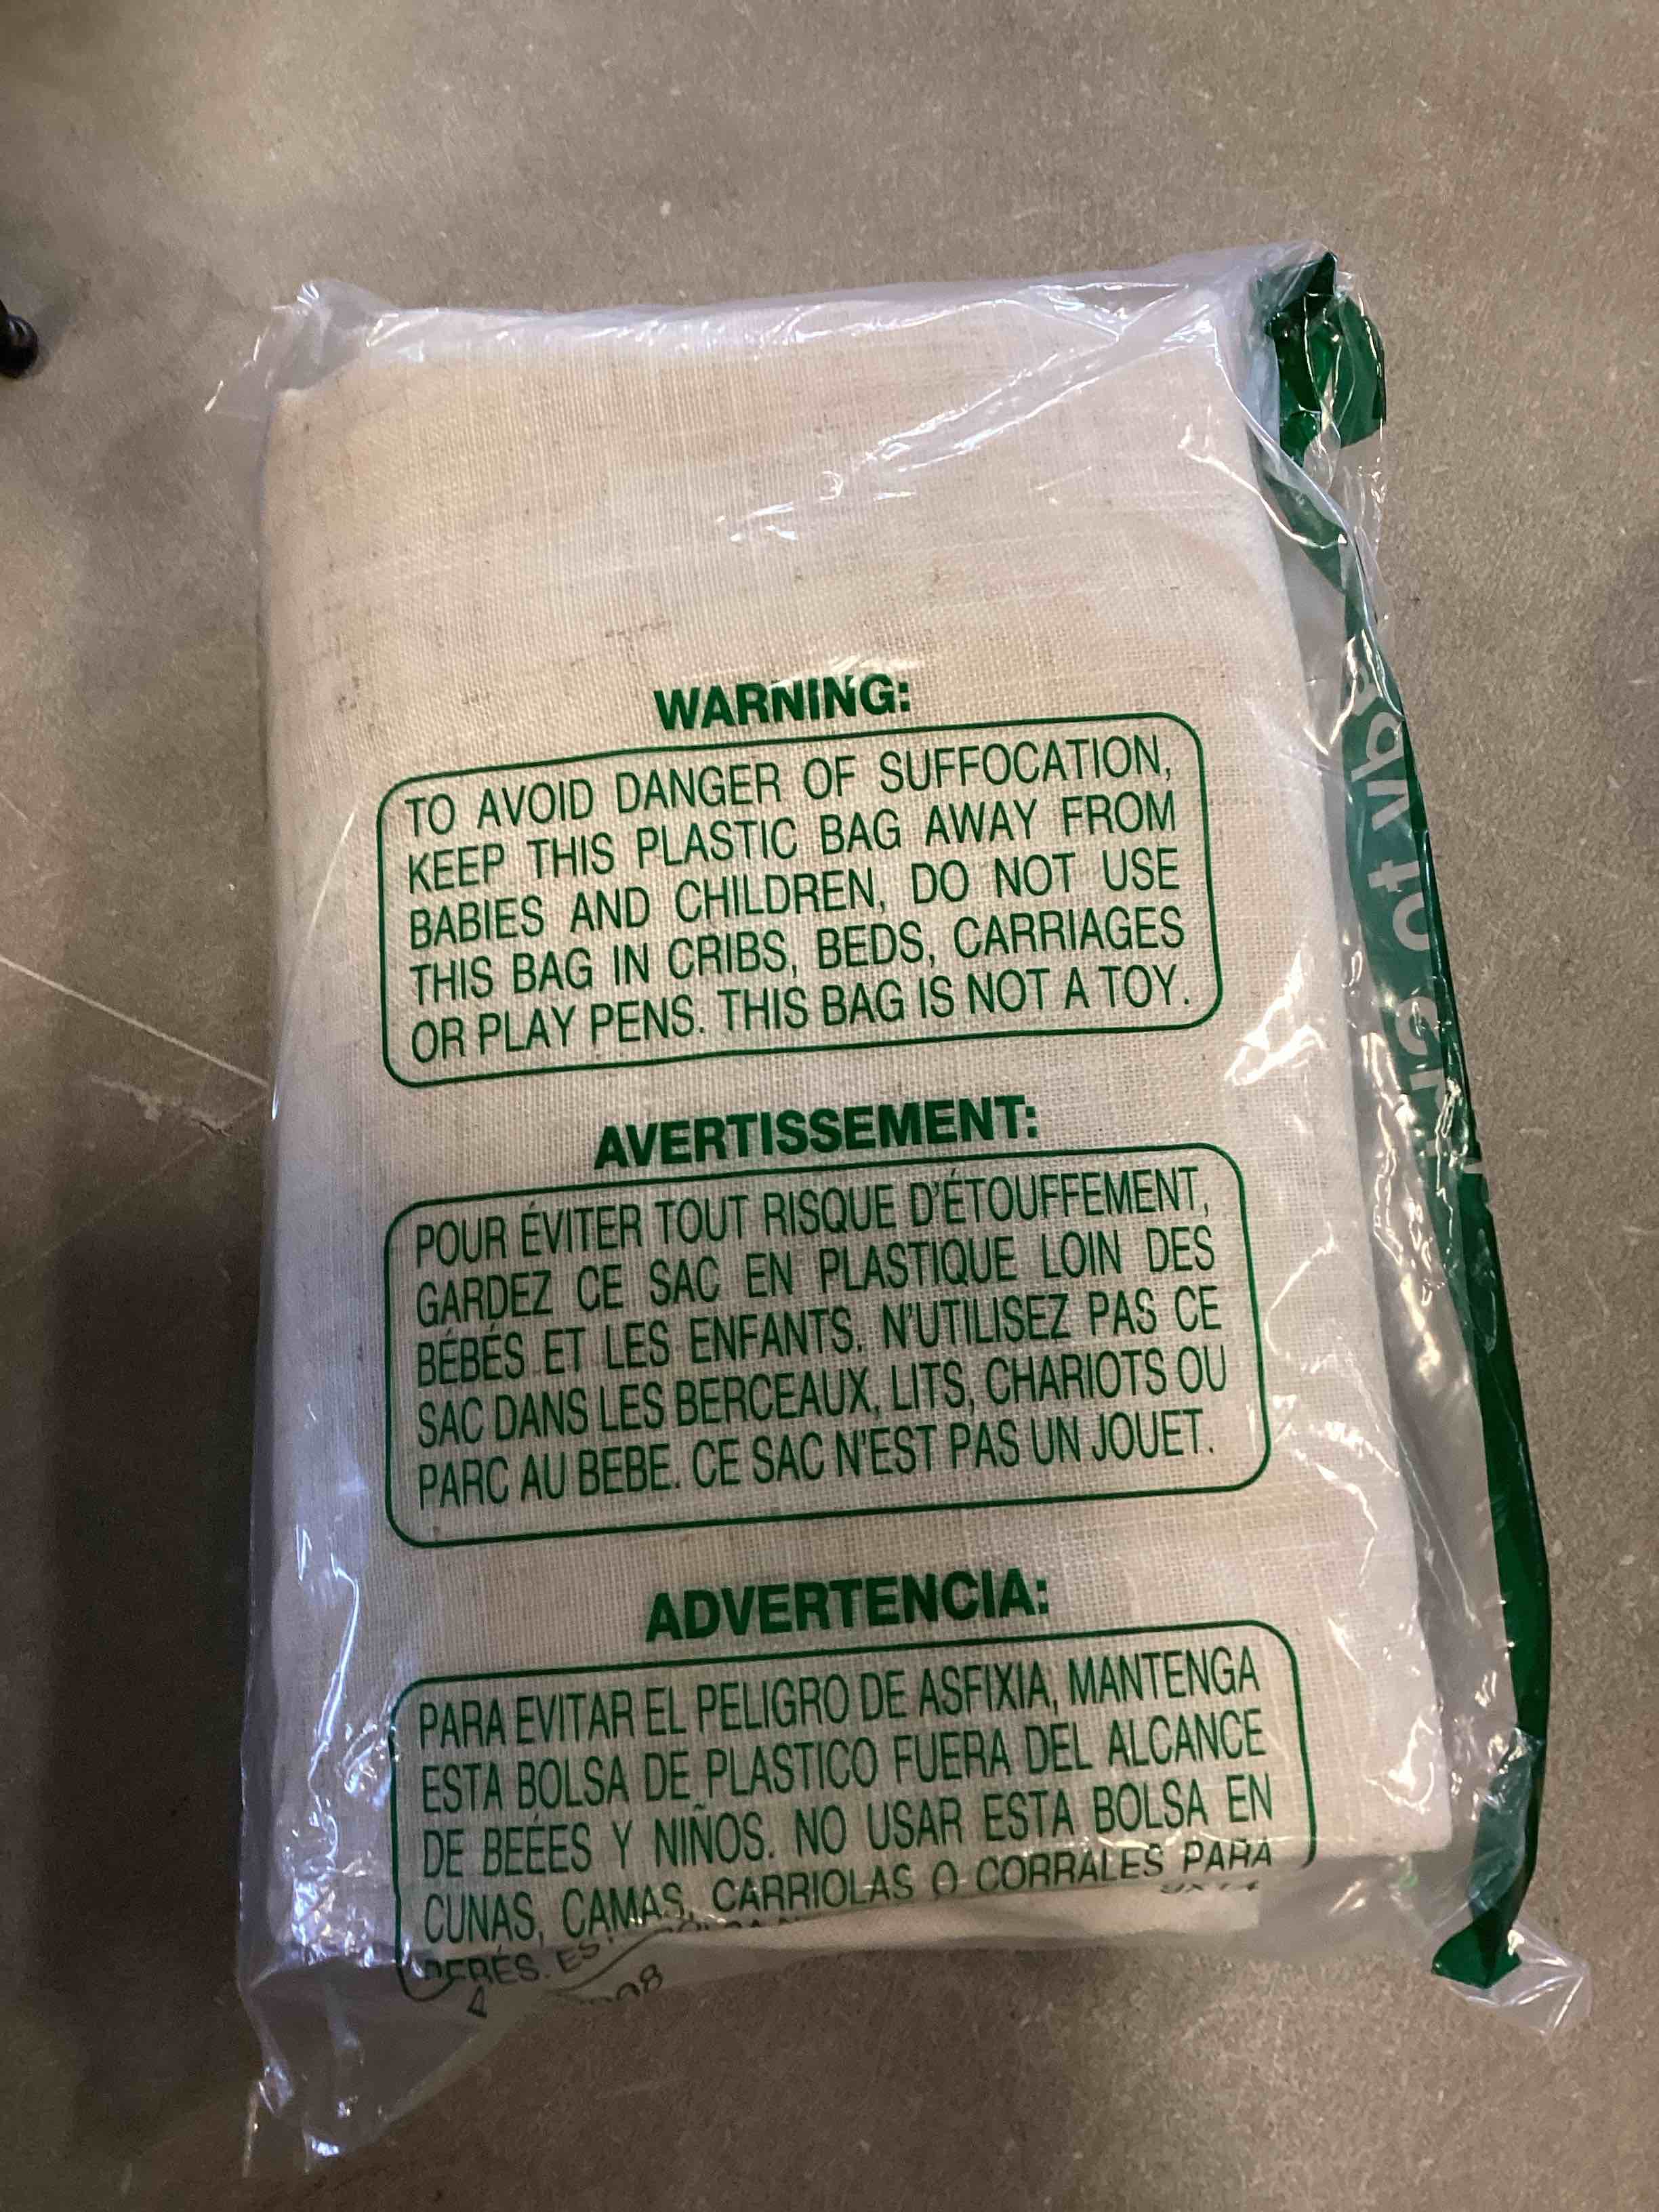 WARNING:
TO AVOID DANGER OF SUFFOCATION,
KEEP THIS PLASTIC BAG AWAY FROM
BABIES AND CHILDREN, DO NOT USE
THIS BAG IN CRIBS, BEDS, CARRIAGES
OR PLAY PENS. THIS BAG IS NOT A TOY.
AVERTISSEMENT:
POUR ÉVITER TOUT RISQUE D'ÉTOUFFEMENT,
GARDEZ CE SAC EN PLASTIQUE LOIN DES
BÉBÉS ET LES ENFANTS. N'UTILISEZ PAS CE
SAC DANS LES BERCEAUX, LITS, CHARIOTS OU
PARC AU BEBE. CE SAC N'EST PAS UN JOUET.
ADVERTENCIA:
PARA EVITAR EL PELIGRO DE ASFIXIA, MANTENGA
ESTA BOLSA DE PLASTICO FUERA DEL ALCANCE
DE BEÉES Y NIÑOS. NO USAR ESTA BOLSA EN
CUNAS, CAMAS, CARRIOLAS O CORRALES PARA